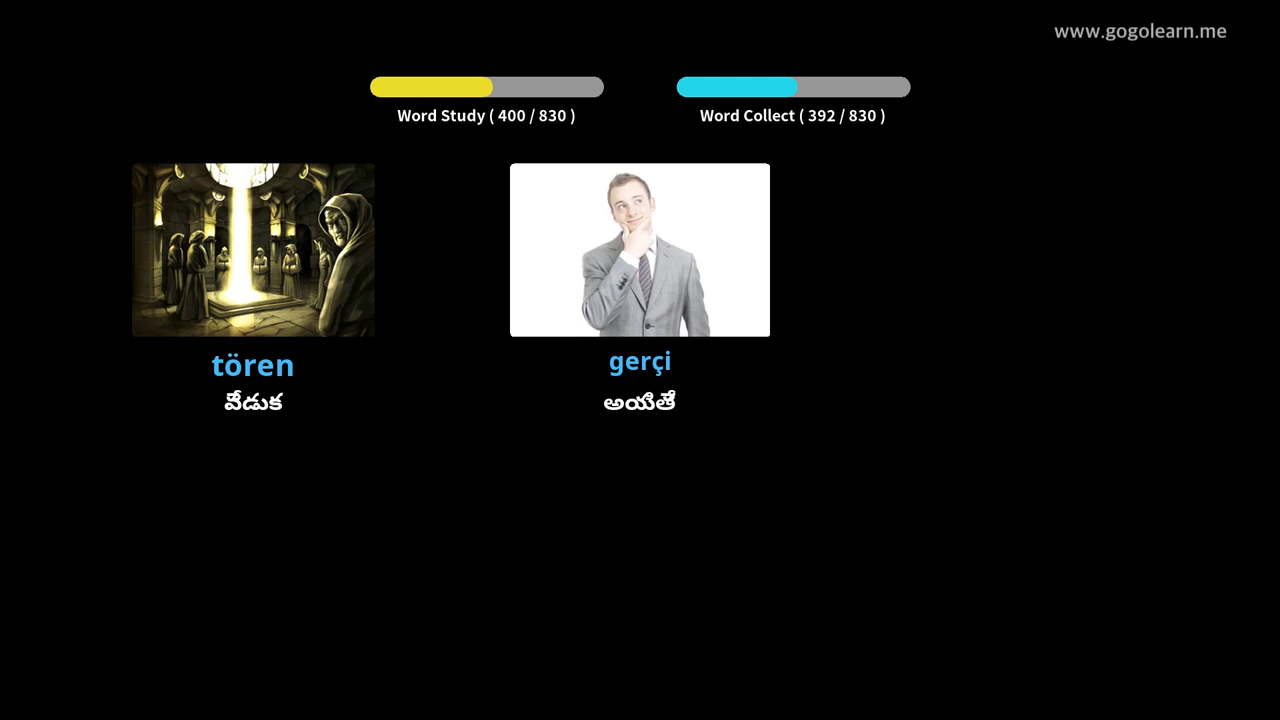 www.gogolearn.me
Word Study ( 400 / 830 )
Word Collect ( 392 / 830 )
tören
వేడుక
gerçi
అయితే